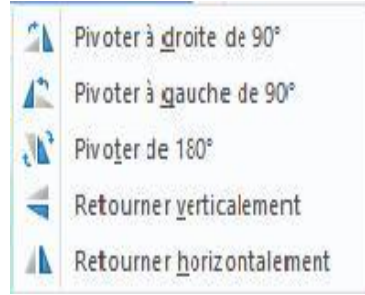 Pivoter à droite de 90°
Pivoter à gauche de 90°
Pivoter de 180°
Retourner verticalement
Retourner horizontalement